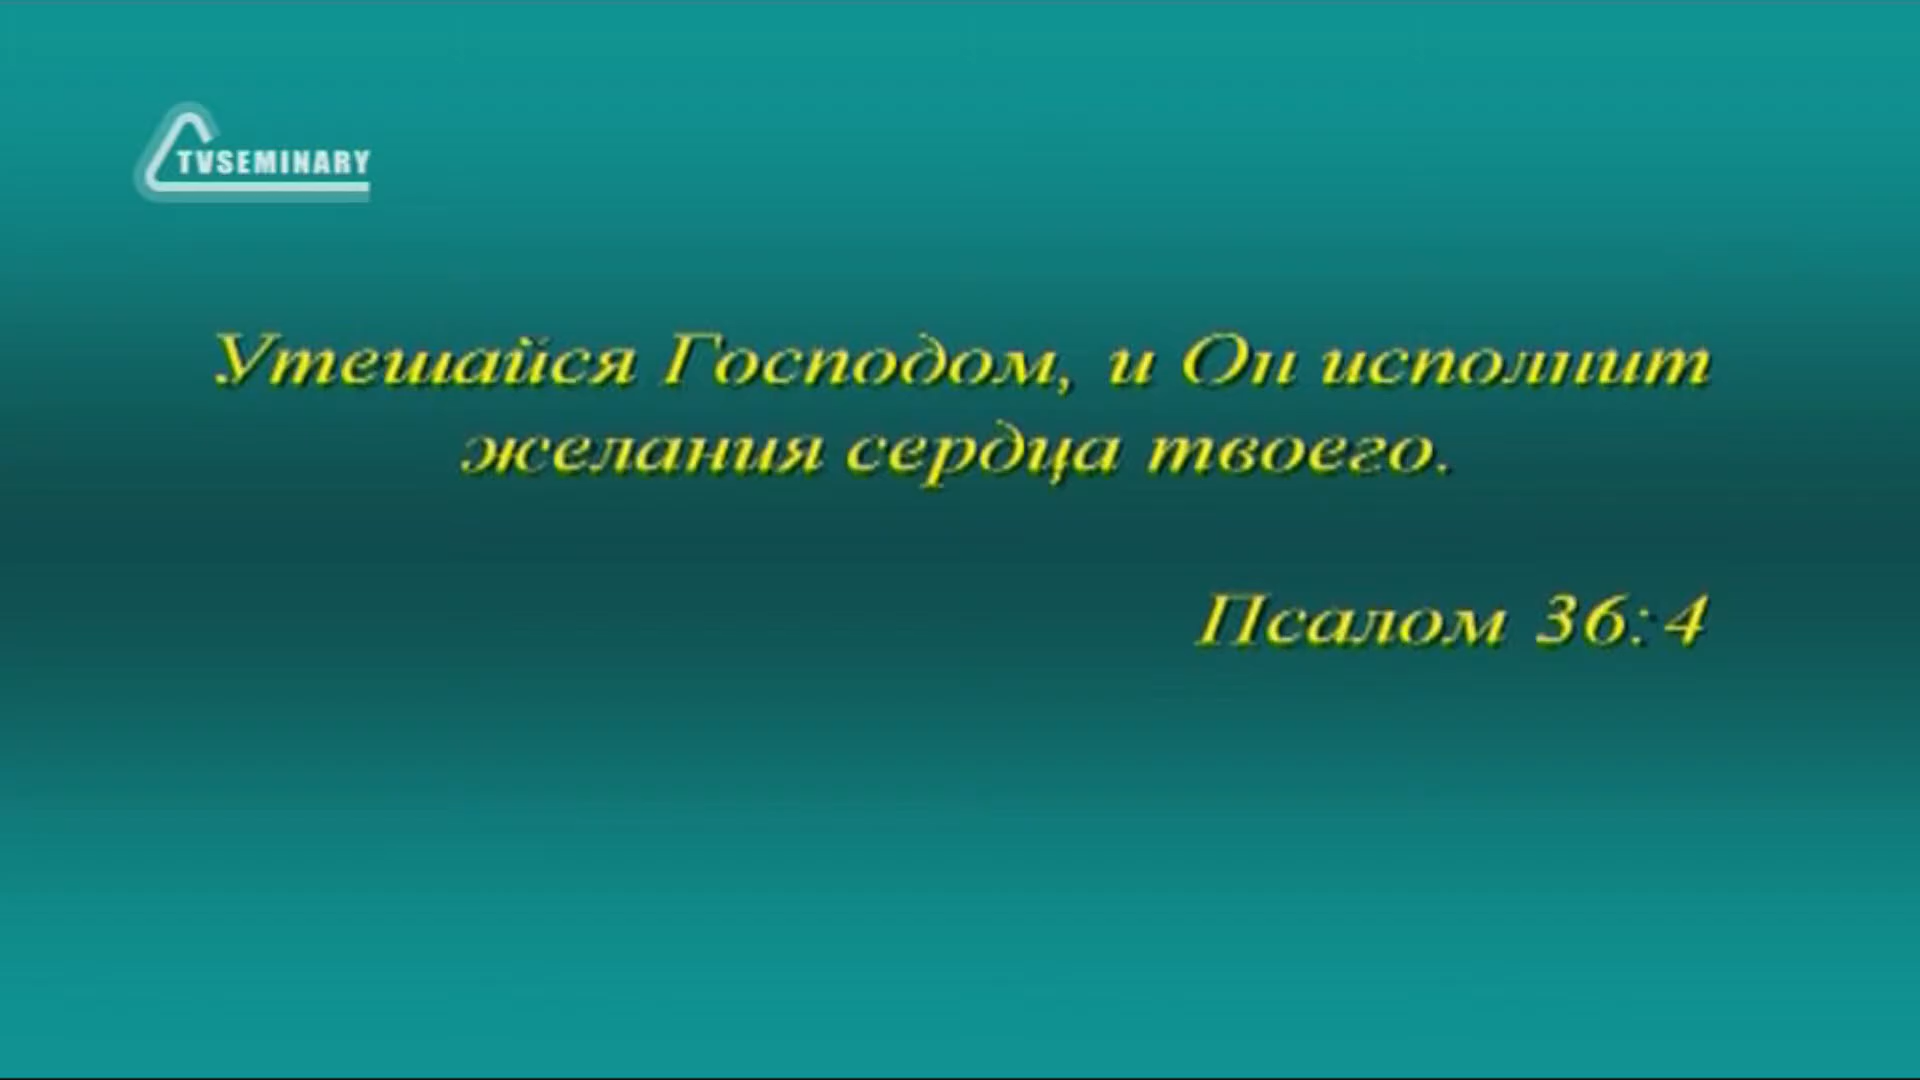 TVSEMINARY
Утешайся Господом, и Он исполнит
желания сердца твоего.
Псалом 36:4